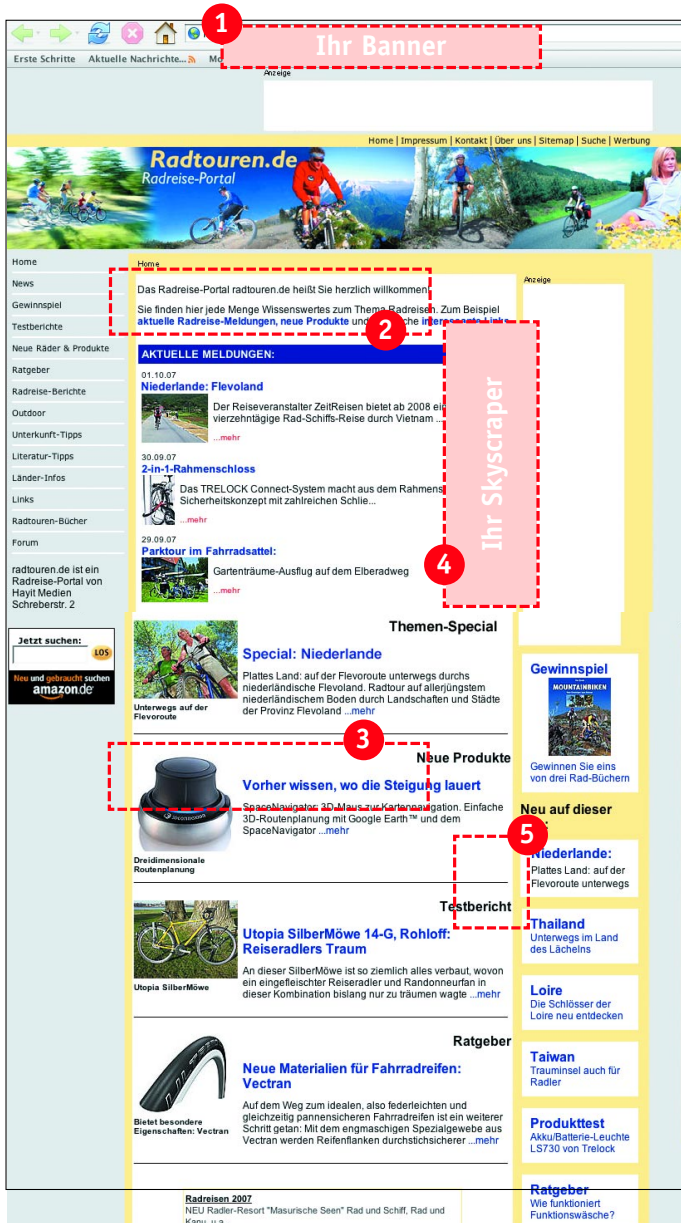 1
Ihr Banner
Erste Schritte Aktuelle Nachrichte...
Anzeige
Home | Impressum | Kontakt | Über uns | Sitemap | Suche | Werbung
Radtouren.de
Radreise-Portal
Home
News
Gewinnspiel
Testberichte
Neue Räder & Produkte
Ratgeber
Radreise-Berichte
Outdoor
Unterkunft-Tipps
Literatur-Tipps
Länder-Infos
Links
Radtouren-Bücher
Forum
radtouren.de ist ein
Radreise-Portal von
Hayit Medien
Schreberstr. 2
Jetzt suchen:
LOS
Neu und gebraucht suchen
amazon.de
Home
Das Radreise-Portal radtouren.de heißt Sie herzlich willkommen
Sie finden hier jede Menge Wissenswertes zum Thema Radreisen. Zum Beispiel
aktuelle Radreise-Meldungen, neue Produkte
2
AKTUELLE MELDUNGEN:
01.10.07
Niederlande: Flevoland
Der Reiseveranstalter ZeitReisen bietet ab 2008
vierzehntägige Rad-Schiffs-Reise durch Vietnam ...
...mehr
30.09.07
2-in-1-Rahmenschloss
Das TRELOCK Connect-System macht aus dem
Sicherheitskonzept mit zahlreichen Schlie...
...mehr
29.09.07
Parktour im Fahrradsattel:
Gartenträume-Ausflug auf dem Elberadweg
...mehr
Anzeige
Ihr Skyscraper
4
Themen-Special
Special: Niederlande
Plattes Land: auf der Flevoroute unterwegs durchs
niederländische Flevoland. Radtour auf allerjüngstem
niederländischem Boden durch Landschaften und Städte
der Provinz Flevoland ...mehr
Unterwegs auf der
Flevoroute
3
Neue Produkte
Vorher wissen, wo die Steigung lauert
SpaceNavigator: 3D-Maus zur Kartennavigation. Einfache
3D-Routenplanung mit Google Earth™ und dem
SpaceNavigator ...mehr
Dreidimensionale
Routenplanung
Testbericht
Utopia SilberMöwe 14-G, Rohloff:
Reiseradlers Traum
An dieser SilberMöwe ist so ziemlich alles verbaut, wovon
ein eingefleischter Reiseradler und Randonneurfan in
dieser Kombination bislang nur zu träumen wagte ...mehr
Utopia SilberMöwe
Ratgeber
Neue Materialien für Fahrradreifen:
Vectran
Auf dem Weg zum idealen, also federleichten und
gleichzeitig pannensicheren Fahrradreifen ist ein weiterer
Schritt getan: Mit dem engmaschigen Spezialgewebe aus
Vectran werden Reifenflanken durchstichsicherer ...mehr
Bietet besondere
Eigenschaften: Vectran
Gewinnspiel
MOUNTAINBIKEN
Gewinnen Sie eins
von drei Rad-Büchern
Neu auf dieser
5
Niederlande:
Plattes Land: auf der
Flevoroute unterwegs
Thailand
Unterwegs im Land
des Lächelns
Loire
Die Schlösser der
Loire neu entdecken
Taiwan
Trauminsel auch für
Radler
Produkttest
Akku/Batterie-Leuchte
LS730 von Trelock
Ratgeber
Wie funktioniert
Funktionswäsche?
Radreisen 2007
NEU Radler-Resort "Masurische Seen" Rad und Schiff, Rad und